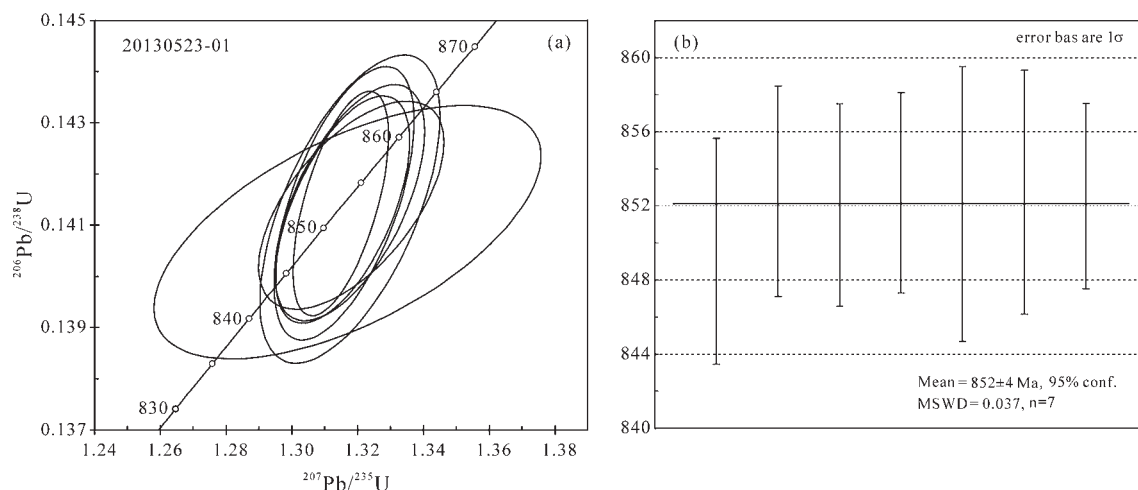 0.145
0.143
0.141
0.139
0.137
²⁰⁶Pb/²³⁸U
20130523-01
(a)
870
860
850
840
830
1.24 1.26 1.28 1.30 1.32 1.34 1.36 1.38
²⁰⁷Pb/²³⁵U
(b)
error bas are 1σ
860
856
852
848
844
840
Mean = 852±4 Ma, 95% conf.
MSWD= 0.037, n=7